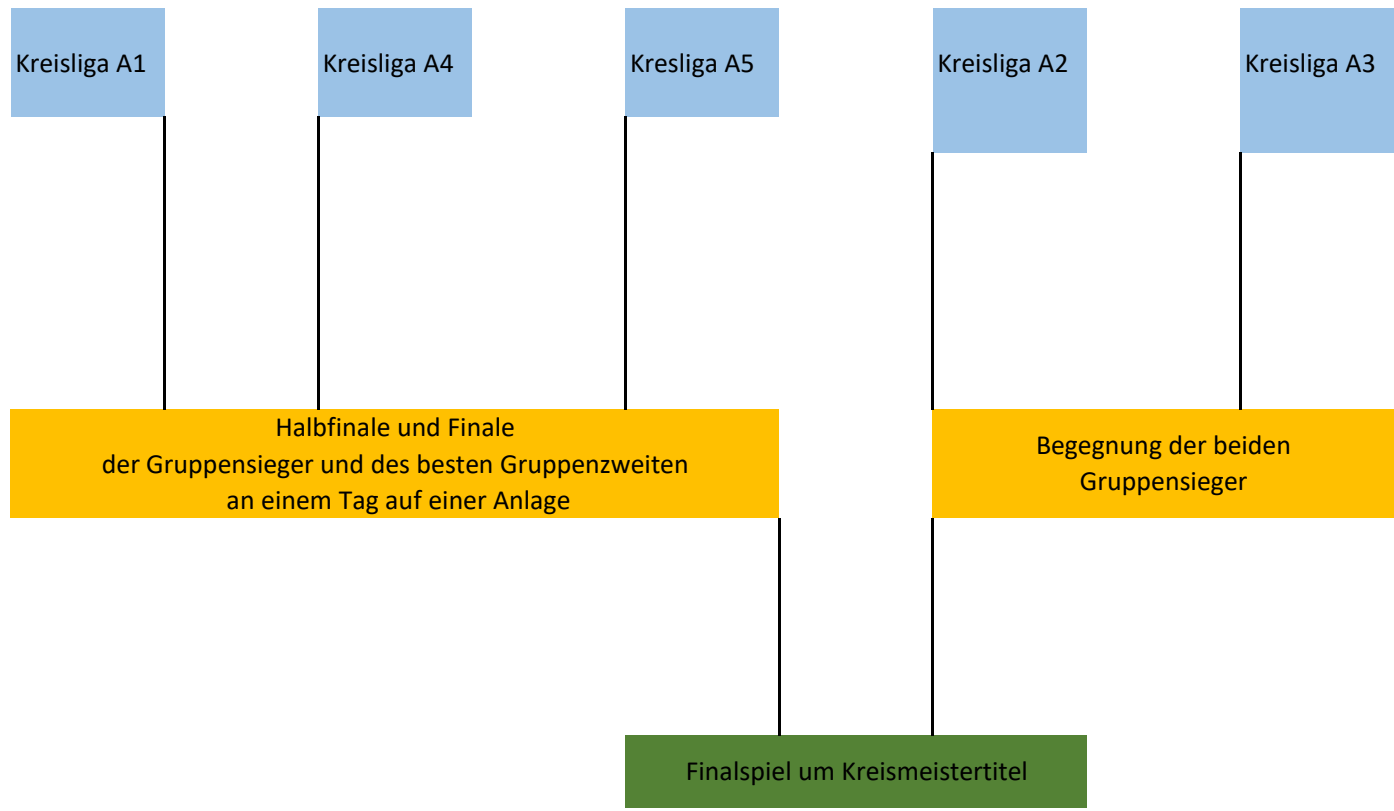 Kreisliga A1
Kreisliga A4
Kresliga A5
Kreisliga A2
Kreisliga A3
Halbfinale und Finale
der Gruppensieger und des besten Gruppenzweiten
an einem Tag auf einer Anlage
Begegnung der beiden
Gruppensieger
Finalspiel um Kreismeistertitel